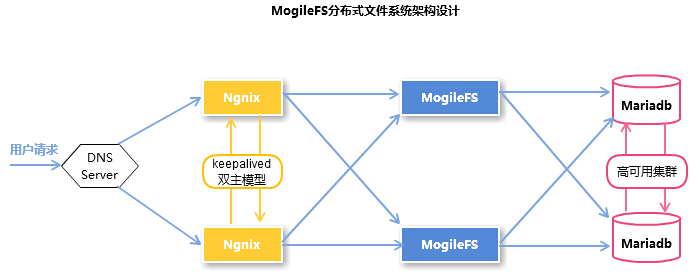 MogileFS分布式文件系统架构设计
Ngnix
MogileFS
Mariadb
用户请求
DNS
Server
keepalived
双主模型
高可用集群
Ngnix
MogileFS
Mariadb